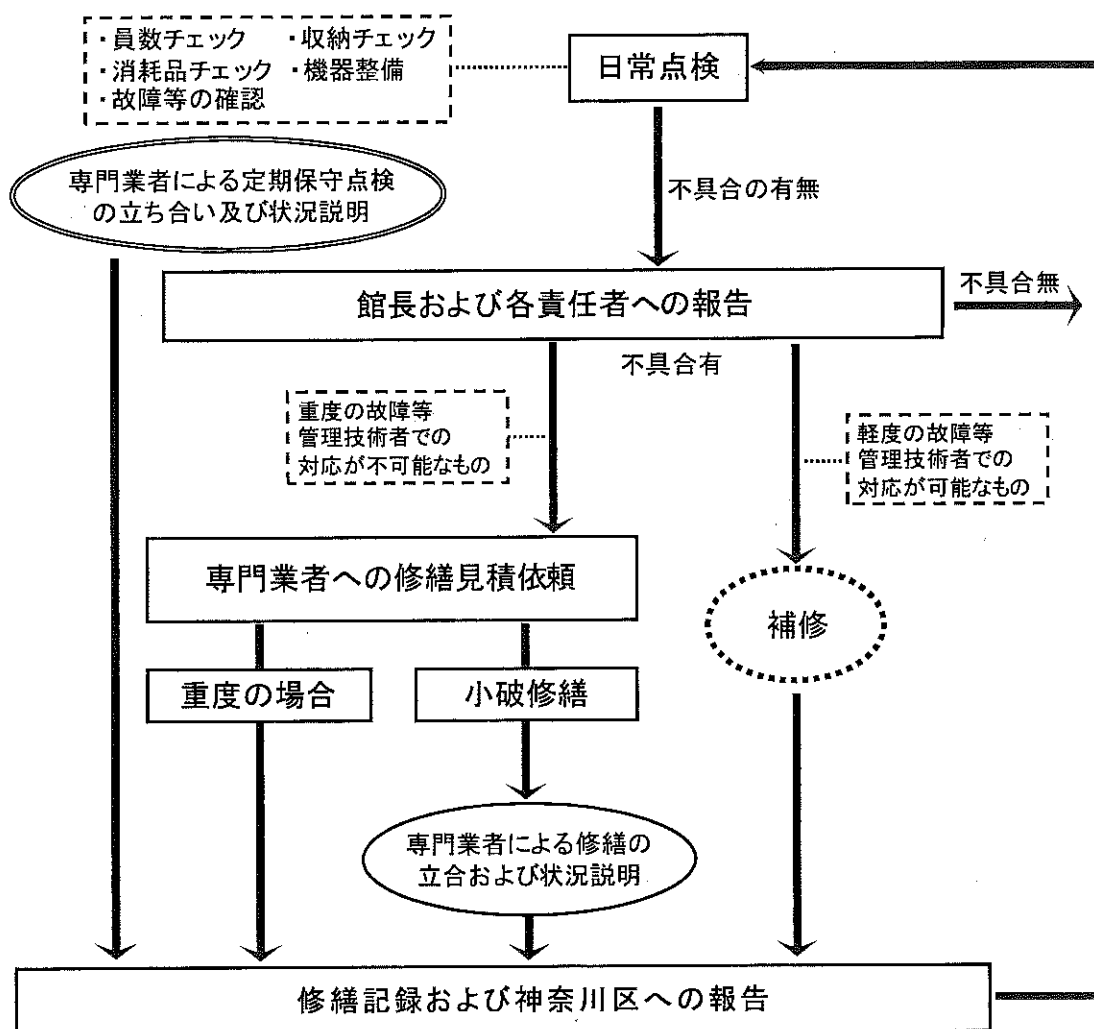 ・員数チェック ・収納チェック
・消耗品チェック ・機器整備
・故障等の確認
日常点検
専門業者による定期保守点検
の立ち合い及び状況説明
不具合の有無
館長および各責任者への報告
不具合無
不具合有
重度の故障等
管理技術者での
対応が不可能なもの
軽度の故障等
管理技術者での
対応が可能なもの
専門業者への修繕見積依頼
補修
重度の場合
小破修繕
専門業者による修繕の
立合および状況説明
修繕記録および神奈川区への報告